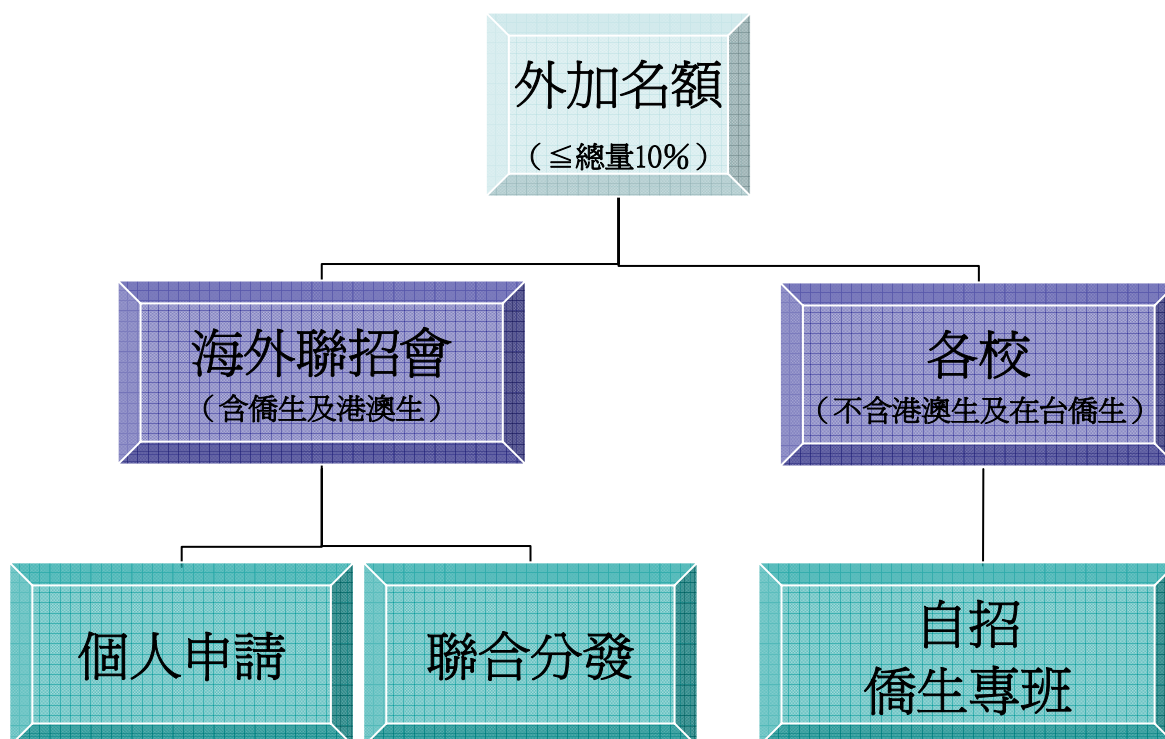 外加名額
（≦總量10%）
海外聯招會
（含僑生及港澳生）
各校
（不含港澳生及在台僑生）
個人申請
聯合分發
自招
僑生專班